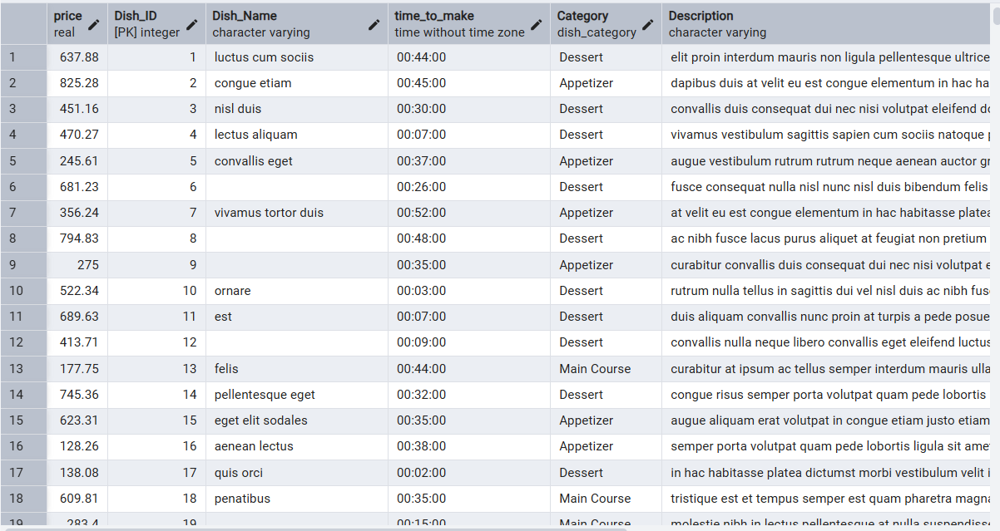 price Dish_ID Dish_Name time_to_make Category Description
real [PK] integer character varying time without time zone dish_category character varying
1 637.88 1 luctus cum sociis 00:44:00 Dessert elit proin interdum mauris non ligula pellentesque ultrice
2 825.28 2 congue etiam 00:45:00 Appetizer dapibus duis at velit eu est congue elementum in hac ha
3 451.16 3 nisl duis 00:30:00 Dessert convallis duis consequat dui nec nisi volutpat eleifend
4 470.27 4 lectus aliquam 00:07:00 Dessert vivamus vestibulum sagittis sapien cum sociis natoque
5 245.61 5 convallis eget 00:37:00 Appetizer augue vestibulum rutrum rutrum neque aenean auctor gr
6 681.23 6 00:26:00 Dessert fusce consequat nulla nisl nunc nisl duis bibendum felis
7 356.24 7 vivamus tortor duis 00:52:00 Appetizer at velit eu est congue elementum in hac habitasse platea
8 794.83 8 00:48:00 Dessert ac nibh fusce lacus purus aliquet at feugiat non pretium
9 275 9 00:35:00 Appetizer curabitur convallis duis consequat dui nec nisi volutpat e
10 522.34 10 ornare 00:03:00 Dessert rutrum nulla tellus in sagittis dui vel nisl duis ac nibh fus
11 689.63 11 est 00:07:00 Dessert duis aliquam convallis nunc proin at turpis a pede posue
12 413.71 12 00:09:00 Dessert convallis nulla neque libero convallis eget eleifend luctus
13 177.75 13 felis 00:44:00 Main Course curabitur at ipsum ac tellus semper interdum mauris ulla
14 745.36 14 pellentesque eget 00:32:00 Dessert congue risus semper porta volutpat quam pede lobortis
15 623.31 15 eget elit sodales 00:35:00 Appetizer augue aliquam erat volutpat in congue etiam justo etiam
16 128.26 16 aenean lectus 00:38:00 Appetizer semper porta volutpat quam pede lobortis ligula sit ame
17 138.08 17 quis orci 00:02:00 Dessert in hac habitasse platea dictumst morbi vestibulum velit i
18 609.81 18 penatibus 00:35:00 Main Course tristique est et tempus semper est quam pharetra magna
19 283.4 19 00:15:00 Main Course molestie nibh in lectus pellentesque at nulla suspendisse